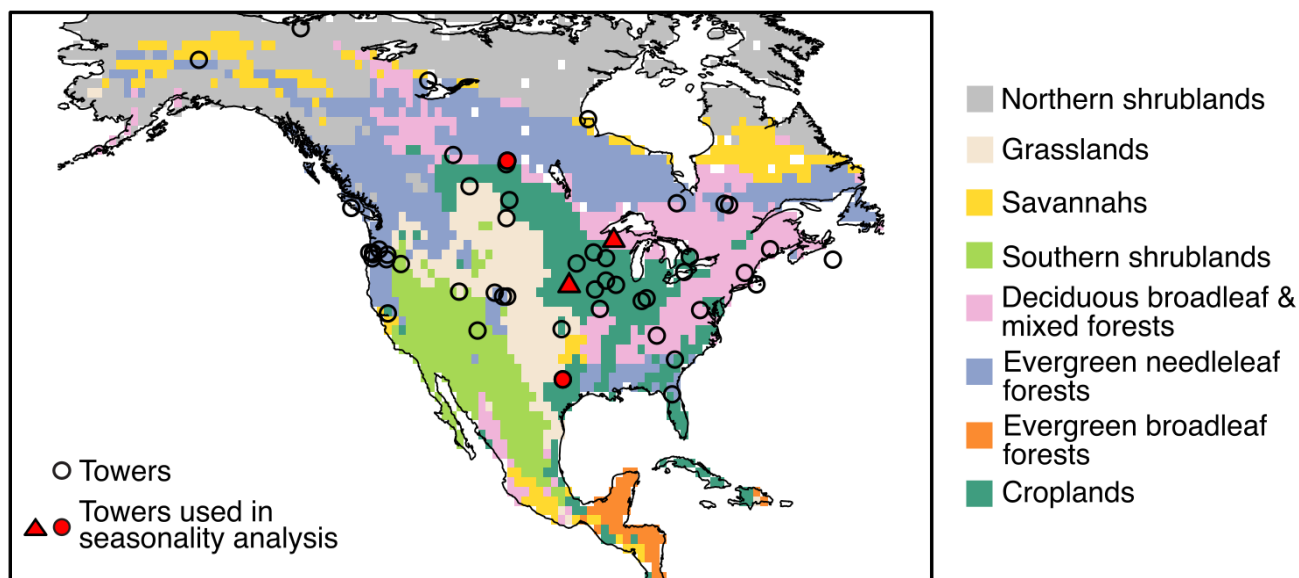 Northern shrublands
Grasslands
Savannahs
Southern shrublands
Deciduous broadleaf &
mixed forests
Evergreen needleleaf
forests
Evergreen broadleaf
forests
Croplands
Towers
Towers used in
seasonality analysis